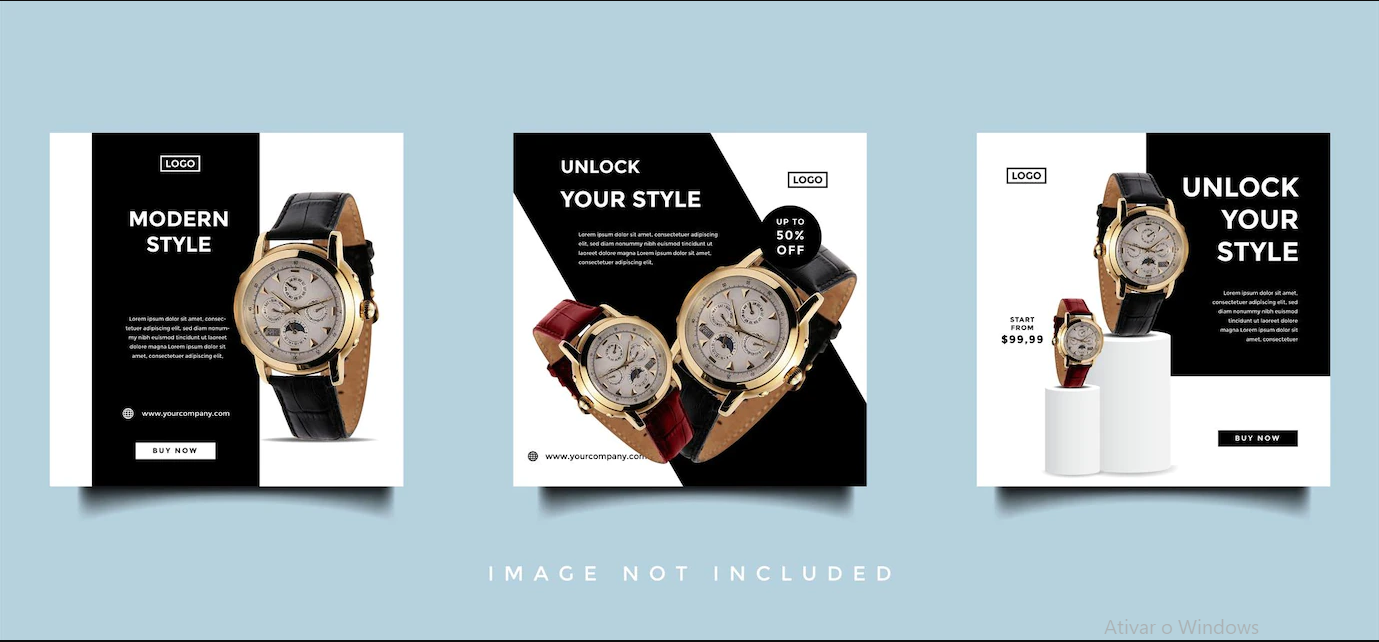 LOGO
MODERN
STYLE
Lorem ipsum dolor sit amet, consec-
tetuer adipiscing elit, sed diam nonum-
my nibh euismod tincidunt ut laoreet
dolore magna Lorem ipsum dolor sit
amet, consectetuer adipiscing elit,
www.yourcompany.com
BUY NOW
UNLOCK
YOUR STYLE
LOGO
Lorem ipsum dolor sit amet, consectetuer adipiscing
elit, sed diam nonummy nibh euismod tincidunt ut
laoreet dolore magna Lorem ipsum dolor sit amet,
consectetuer adipiscing elit,
UP TO
50%
OFF
www.yourcompany.com
LOGO
UNLOCK
YOUR
STYLE
Lorem ipsum dolor sit amet,
consectetuer adipiscing elit, sed
diam nonummy nibh euismod
tincidunt ut laoreet dolore
magna Lorem ipsum dolor sit
amet, consectetuer
START
FROM
$99,99
BUY NOW
IMAGE NOT INCLUDED
Ativar o Windows